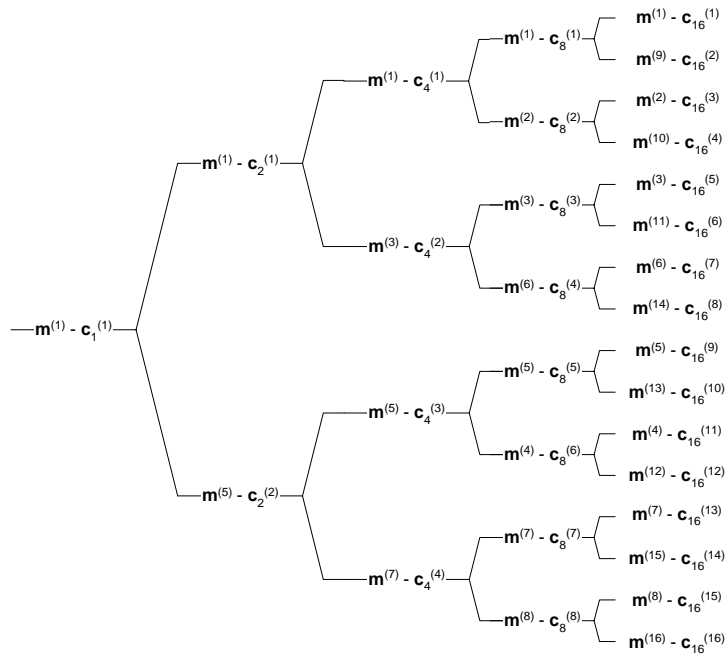 m(1) - c1(1)
m(1) - c2(1)
m(5) - c2(2)
m(1) - c4(1)
m(3) - c4(2)
m(5) - c4(3)
m(7) - c4(4)
m(1) - c8(1)
m(2) - c8(2)
m(3) - c8(3)
m(6) - c8(4)
m(5) - c8(5)
m(4) - c8(6)
m(7) - c8(7)
m(8) - c8(8)
m(1) - c16(1)
m(9) - c16(2)
m(2) - c16(3)
m(10) - c16(4)
m(3) - c16(5)
m(11) - c16(6)
m(6) - c16(7)
m(14) - c16(8)
m(5) - c16(9)
m(13) - c16(10)
m(4) - c16(11)
m(12) - c16(12)
m(7) - c16(13)
m(15) - c16(14)
m(8) - c16(15)
m(16) - c16(16)